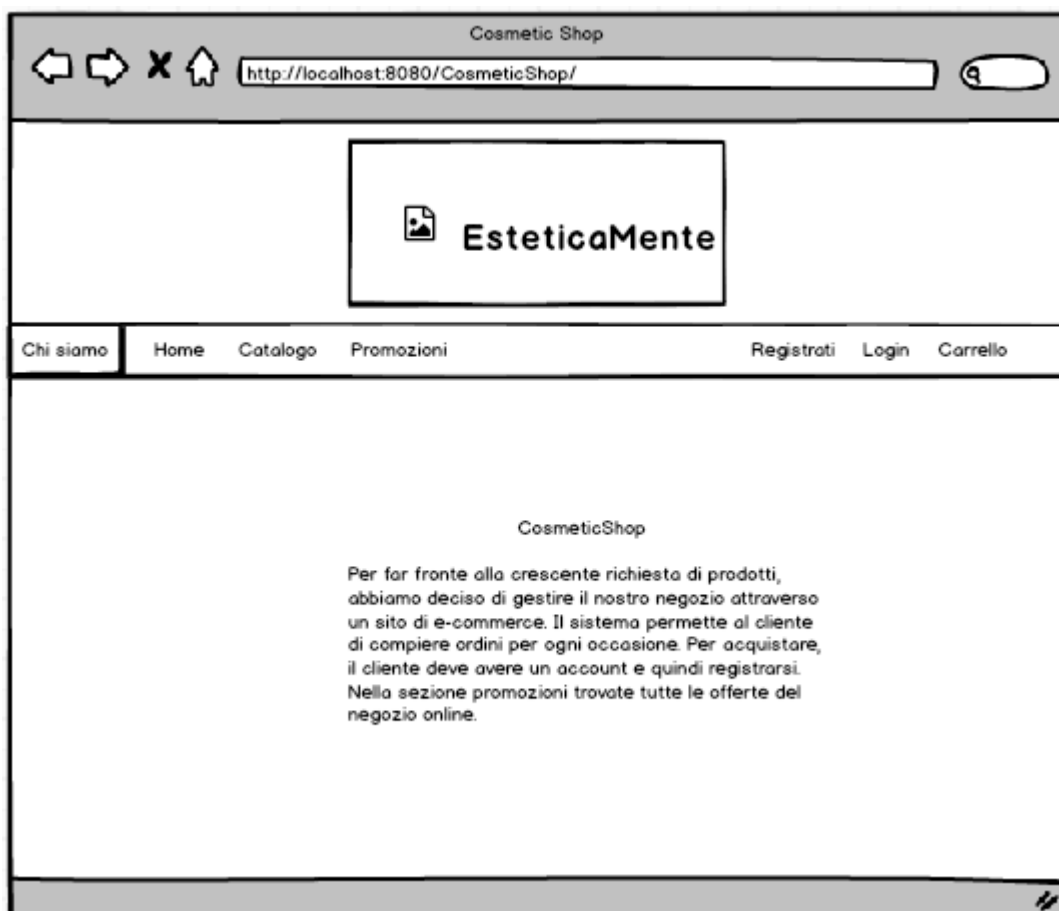 Cosmetic Shop
http://localhost:8080/CosmeticShop/
EsteticaMente
Chi siamo Home Catalogo Promozioni Registrati Login Carrello
CosmeticShop
Per far fronte alla crescente richiesta di prodotti,
abbiamo deciso di gestire il nostro negozio attraverso
un sito di e-commerce. Il sistema permette al cliente
di compiere ordini per ogni occasione. Per acquistare,
il cliente deve avere un account e quindi registrarsi.
Nella sezione promozioni trovate tutte le offerte del
negozio online.